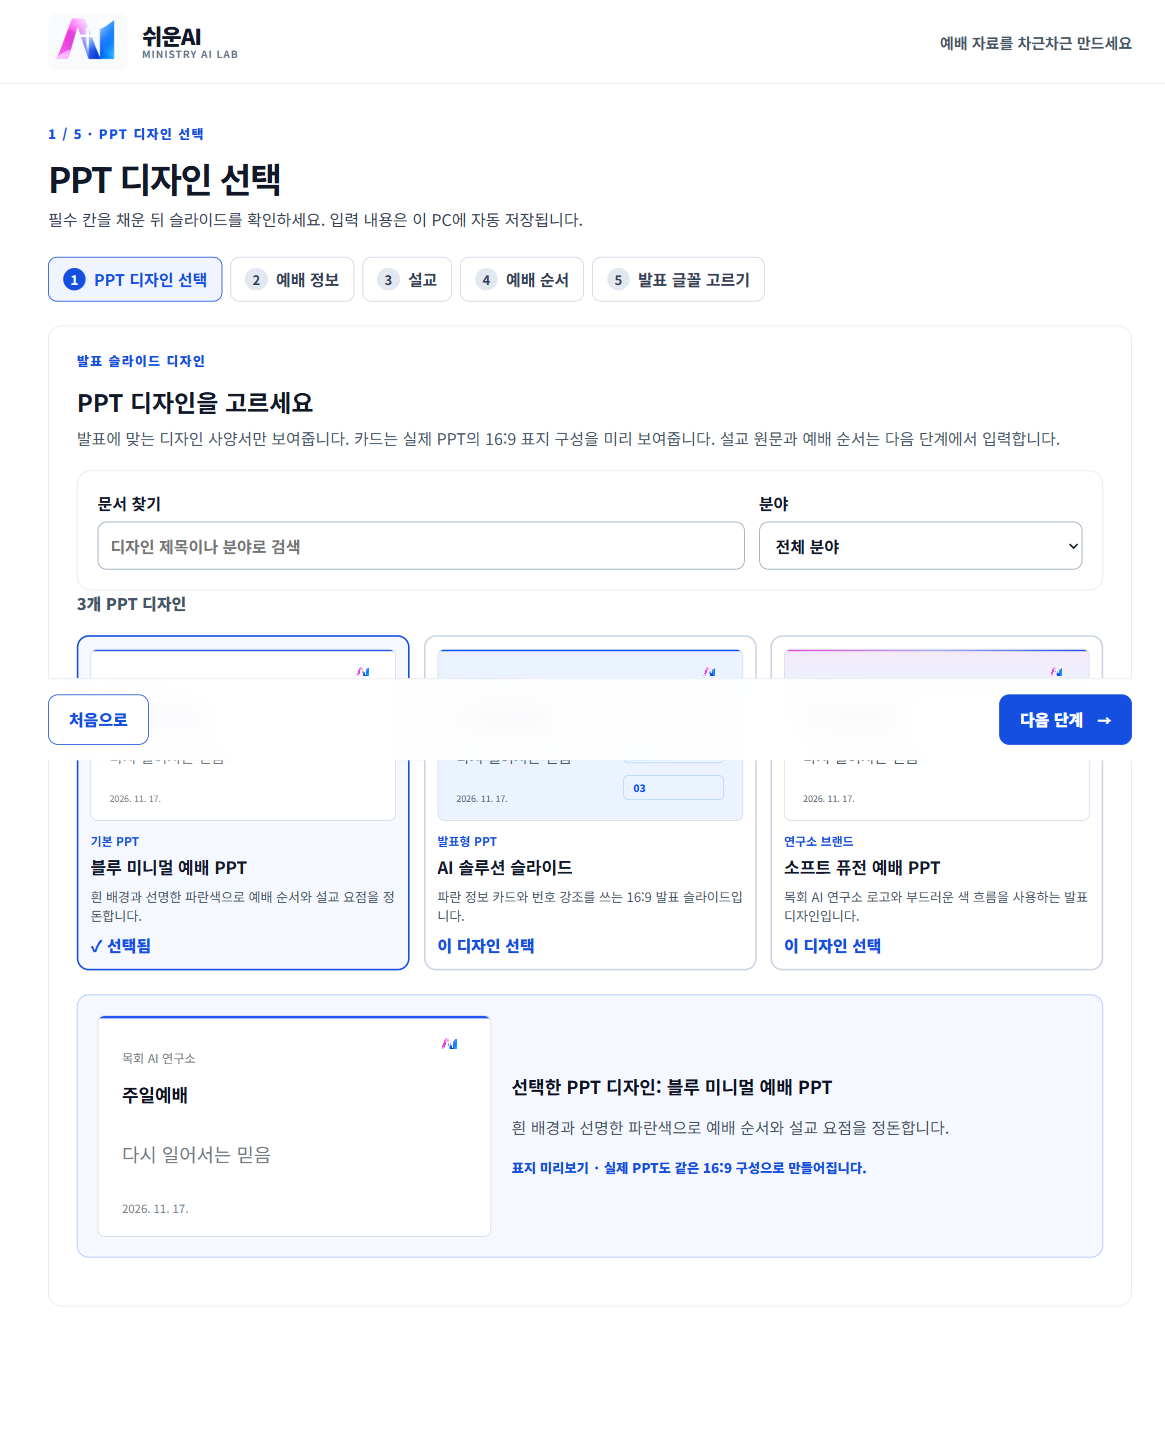 쉬운AI
MINISTRY AI LAB
예배 자료를 차근차근 만드세요
1 / 5 · PPT 디자인 선택
PPT 디자인 선택
필수 칸을 채운 뒤 슬라이드를 확인하세요. 입력 내용은 이 PC에 자동 저장됩니다.
1 PPT 디자인 선택
2 예배 정보
3 설교
4 예배 순서
5 발표 글꼴 고르기
발표 슬라이드 디자인
PPT 디자인을 고르세요
발표에 맞는 디자인 사양서만 보여줍니다. 카드는 실제 PPT의 16:9 표지 구성을 미리 보여줍니다. 설교 원문과 예배 순서는 다음 단계에서 입력합니다.
문서 찾기
분야
디자인 제목이나 분야로 검색
전체 분야
3개 PPT 디자인
처음으로
다음 단계 →
03
2026. 11. 17.
2026. 11. 17.
2026. 11. 17.
기본 PPT
블루 미니멀 예배 PPT
흰 배경과 선명한 파란색으로 예배 순서와 설교 요점을 정
돈합니다.
✓ 선택됨
발표형 PPT
AI 솔루션 슬라이드
파란 정보 카드와 번호 강조를 쓰는 16:9 발표 슬라이드입
니다.
이 디자인 선택
연구소 브랜드
소프트 퓨전 예배 PPT
목회 AI 연구소 로고와 부드러운 색 흐름을 사용하는 발표
디자인입니다.
이 디자인 선택
목회 AI 연구소
주일예배
다시 일어서는 믿음
2026. 11. 17.
선택한 PPT 디자인: 블루 미니멀 예배 PPT
흰 배경과 선명한 파란색으로 예배 순서와 설교 요점을 정돈합니다.
표지 미리보기 · 실제 PPT도 같은 16:9 구성으로 만들어집니다.